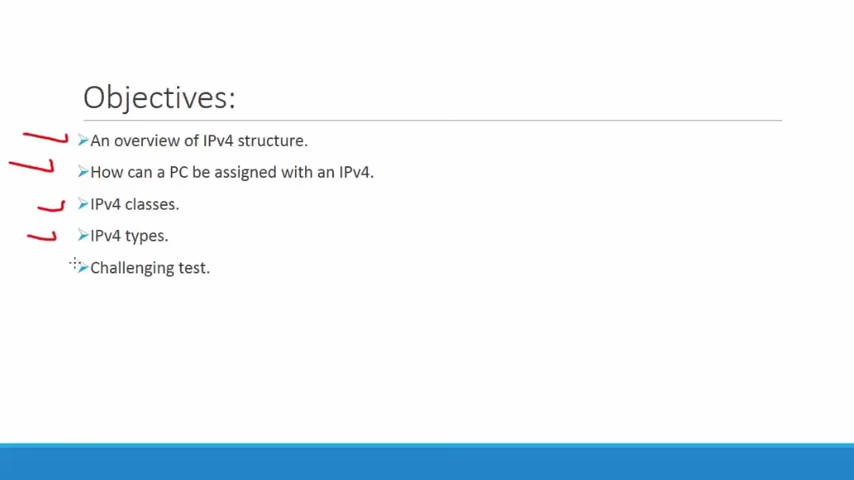 Objectives:
An overview of IPv4 structure.
How can a PC be assigned with an IPv4.
IPv4 classes.
IPv4 types.
Challenging test.